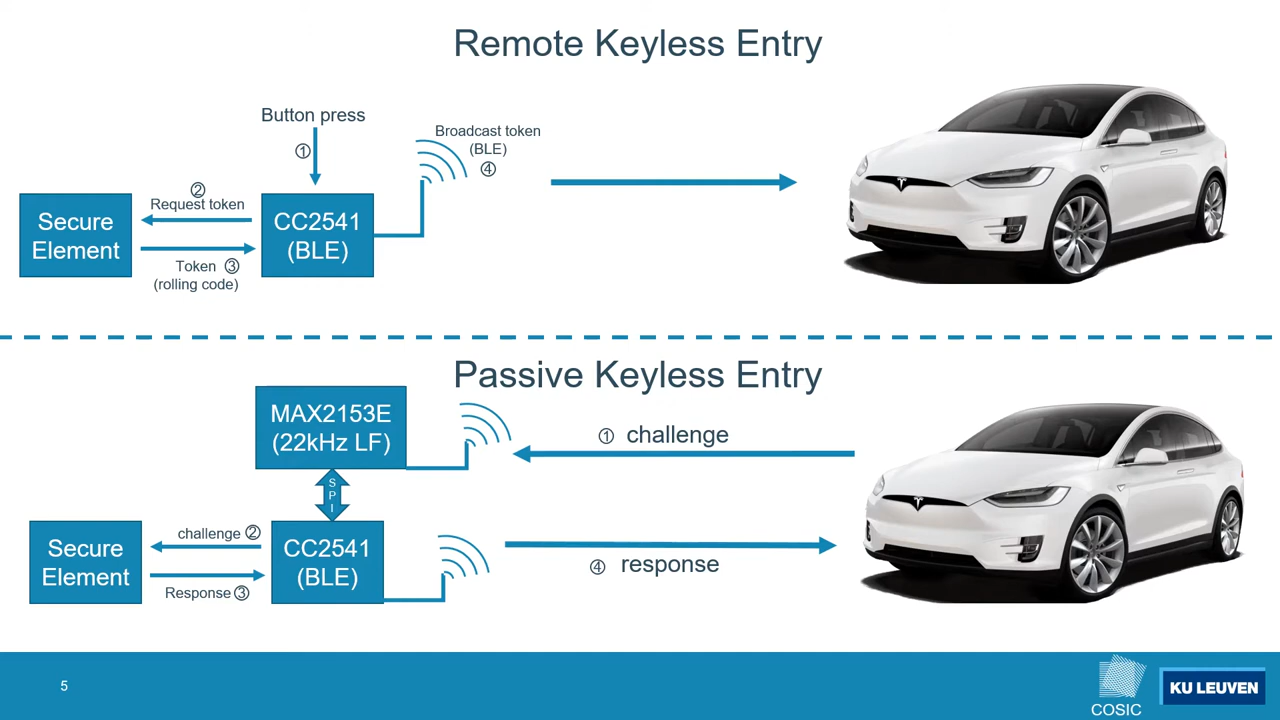 Remote Keyless Entry
Button press
①
Broadcast token
(BLE)
④
②
Request token
Secure
Element
CC2541
(BLE)
Token ③
(rolling code)
Passive Keyless Entry
MAX2153E
(22kHz LF)
① challenge
S
P
I
Secure
Element
challenge ②
Response ③
CC2541
(BLE)
④ response
5
COSIC
KU LEUVEN